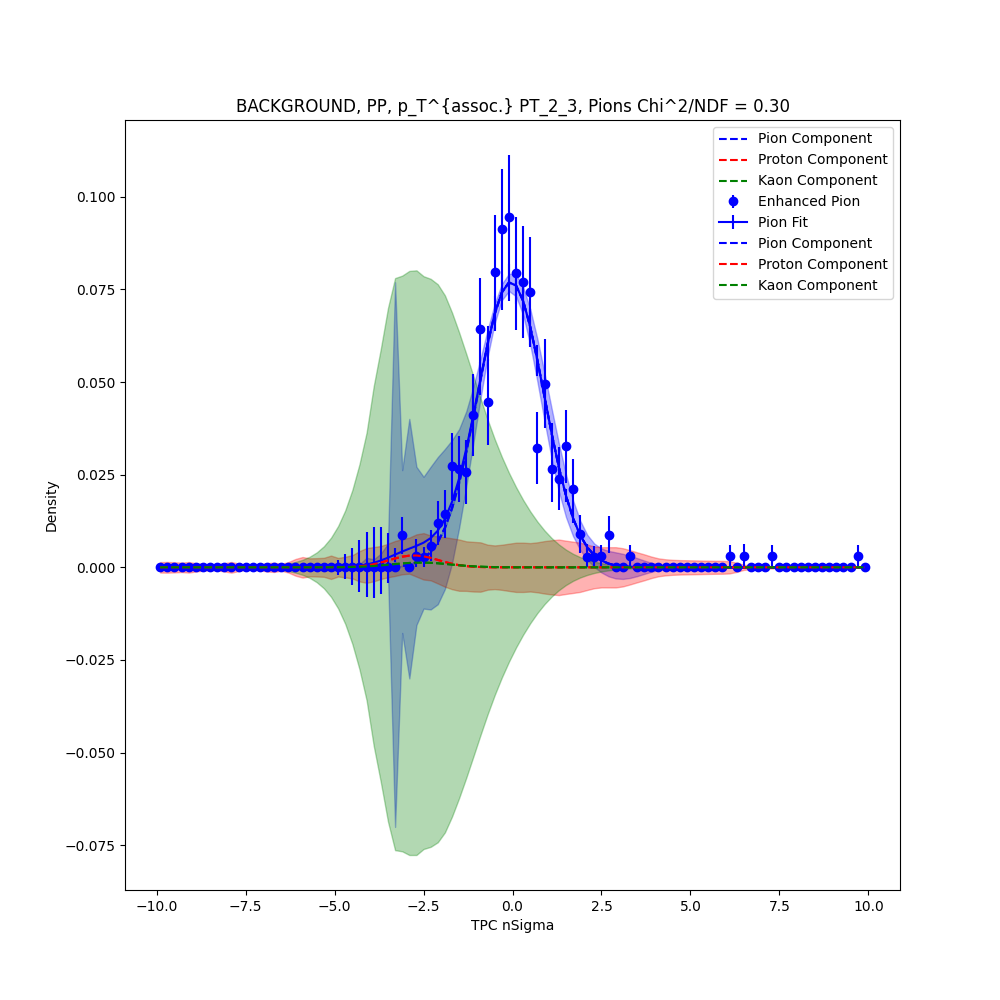 BACKGROUND, PP, p_T^{assoc.} PT_2_3, Pions Chi^2/NDF = 0.30
Pion Component
Proton Component
Kaon Component
Enhanced Pion
Pion Fit
Pion Component
Proton Component
Kaon Component
0.100
0.075
0.050
0.025
0.000
−0.025
−0.050
−0.075
Density
−10.0 −7.5 −5.0 −2.5 0.0 2.5 5.0 7.5 10.0
TPC nSigma